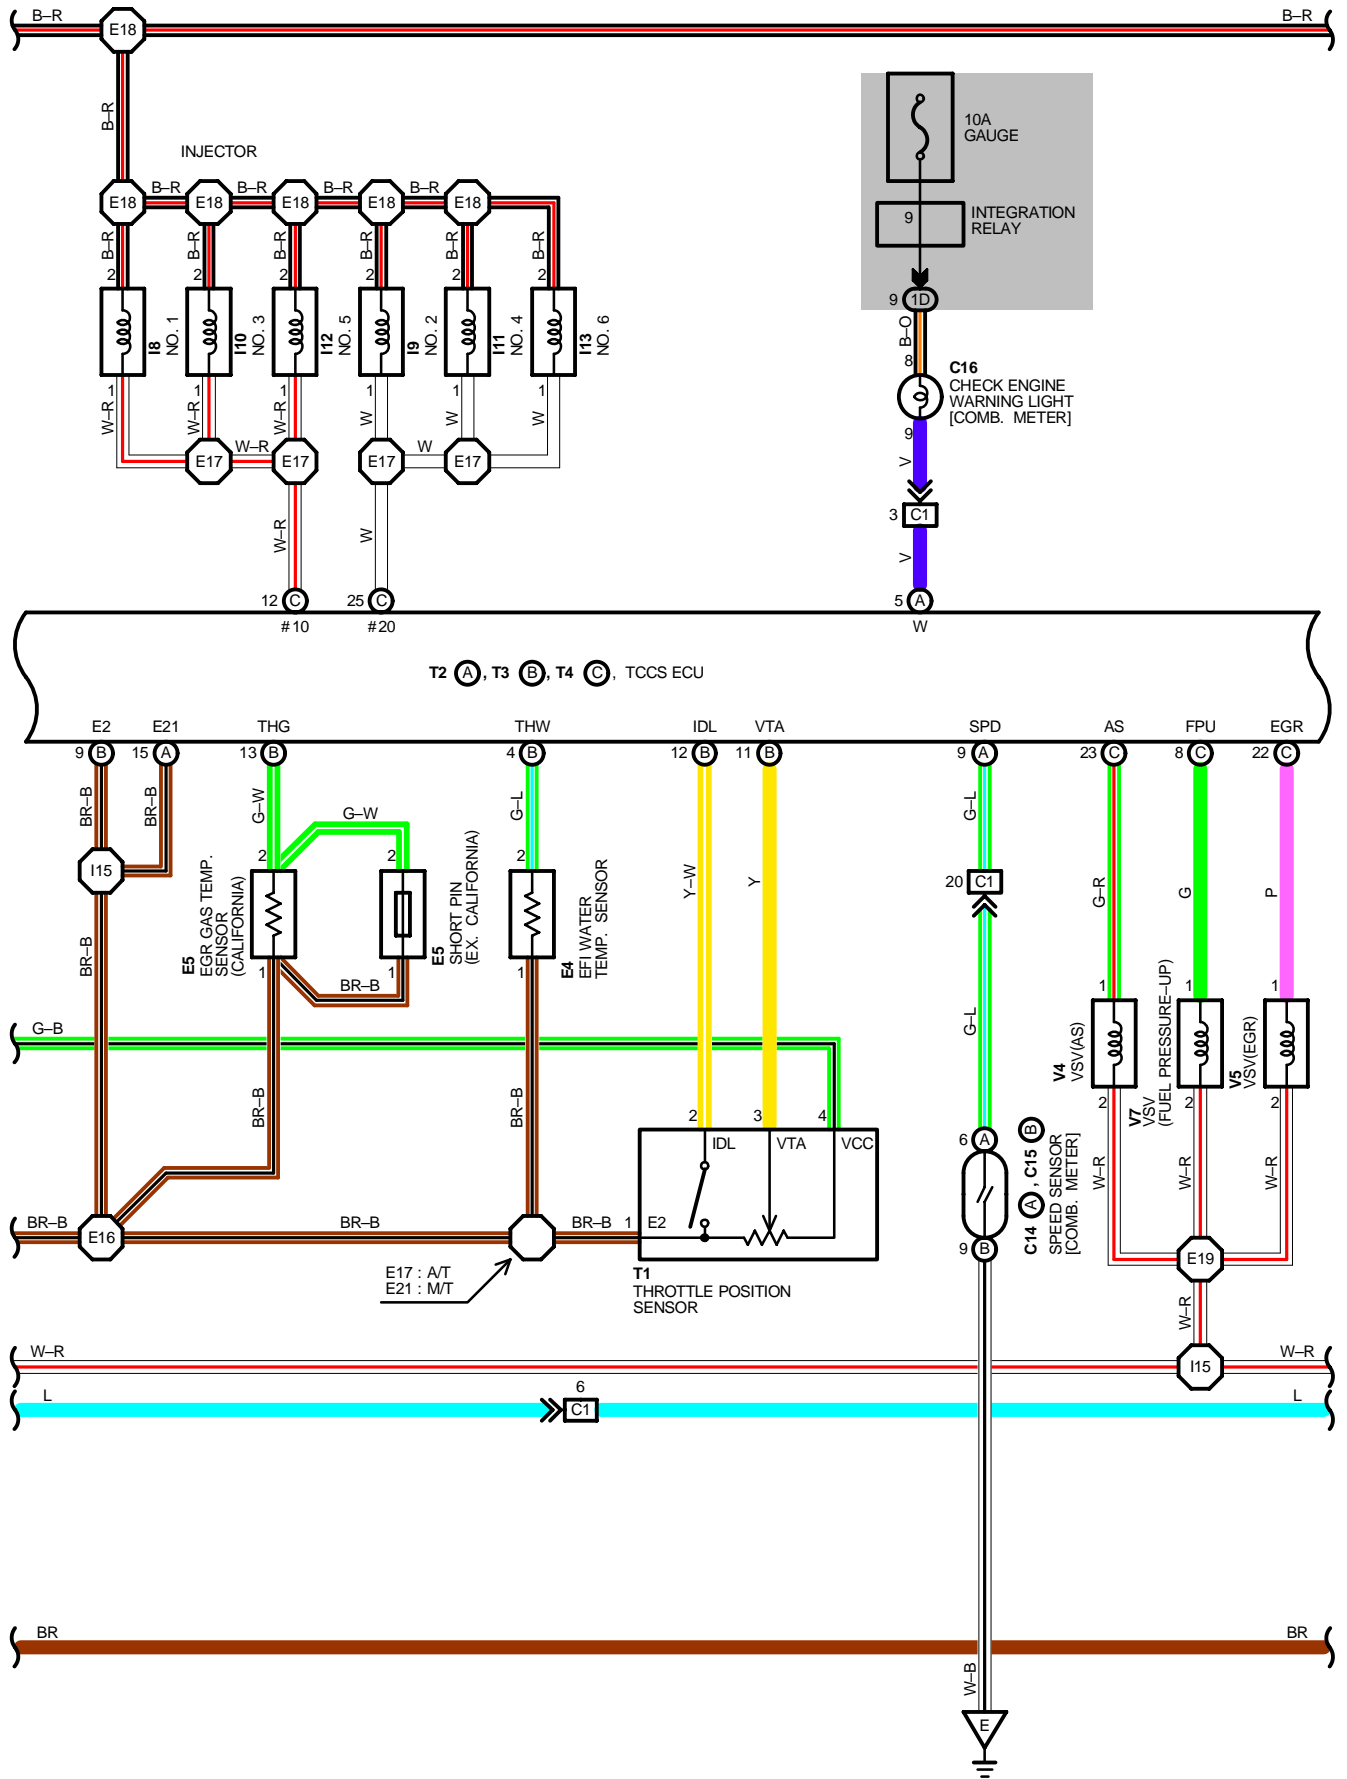 B–R
B–R
E18
B–R
INJECTOR
10A
GAUGE
B–R
B–R
B–R
B–R
E18
E18
E18
E18
E18
9
INTEGRATION
RELAY
B–R
B–R
B–R
B–R
B–R
B–R
2
2
2
2
2
2
9
1D
I8
NO. 1
I10
NO. 3
I12
NO. 5
I9
NO. 2
I11
NO. 4
I13
NO. 6
B–O
8
C16
CHECK ENGINE
WARNING LIGHT
[COMB. METER]
1
1
1
1
1
1
W–R
W–R
W–R
W
W
W
9
V
W–R
W
E17
E17
E17
E17
3
C1
W–R
W
V
12
C
25
C
5
A
#10
#20
W
T2 A , T3 B , T4 C , TCCS ECU
E2
E21
THG
THW
IDL
VTA
SPD
AS
FPU
EGR
9
B
15
A
13
B
4
B
12
B
11
B
9
A
23
C
8
C
22
C
BR–B
BR–B
G–W
G–W
G–L
G–L
I15
2
2
2
20
C1
Y–W
Y
G–R
G
P
E5
EGR GAS TEMP.
SENSOR
(CALIFORNIA)
E5
SHORT PIN
(EX. CALIFORNIA)
E4
EFI WATER
TEMP. SENSOR
BR–B
1
1
1
BR–B
1
1
1
G–B
G–L
V4
VSV(AS)
V7
VSV
(FUEL PRESSURE–UP)
V5
VSV(EGR)
BR–B
BR–B
2
3
4
2
2
2
IDL
VTA
VCC
6
A
C14 A , C15 B
SPEED SENSOR
[COMB. METER]
W–R
W–R
W–R
BR–B
E16
BR–B
BR–B
1
E2
9
B
E19
E17 : A/T
E21 : M/T
T1
THROTTLE POSITION
SENSOR
W–R
W–R
W–R
I15
L
6
C1
L
BR
BR
W–B
E